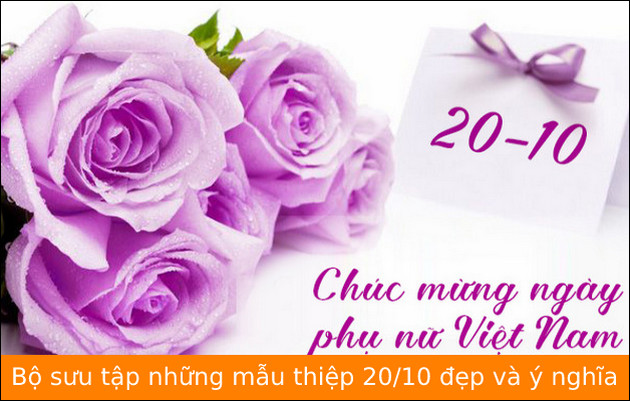 20-10
Chúc mừng ngày
phụ nữ Việt Nam
Bộ sưu tập những mẫu thiệp 20/10 đẹp và ý nghĩa